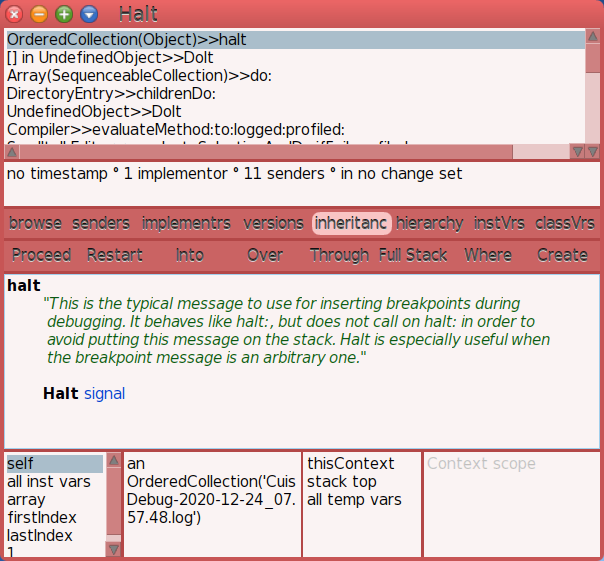 Halt
OrderedCollection(Object)>>halt
[] in UndefinedObject>>DoIt
Array(SequenceableCollection)>>do:
DirectoryEntry>>childrenDo:
UndefinedObject>>DoIt
Compiler>>evaluateMethod:to:logged:profiled:
no timestamp ° 1 implementor ° 11 senders ° in no change set
browse senders implementrs versions inheritanc hierarchy instVrs classVrs
Proceed Restart Into Over Through Full Stack Where Create
halt
"This is the typical message to use for inserting breakpoints during
debugging. It behaves like halt:, but does not call on halt: in order to
avoid putting this message on the stack. Halt is especially useful when
the breakpoint message is an arbitrary one."
Halt signal
self
all inst vars
array
firstIndex
lastIndex
1
an
OrderedCollection('Cuis
Debug-2020-12-24_07.
57.48.log')
thisContext
stack top
all temp vars
Context scope